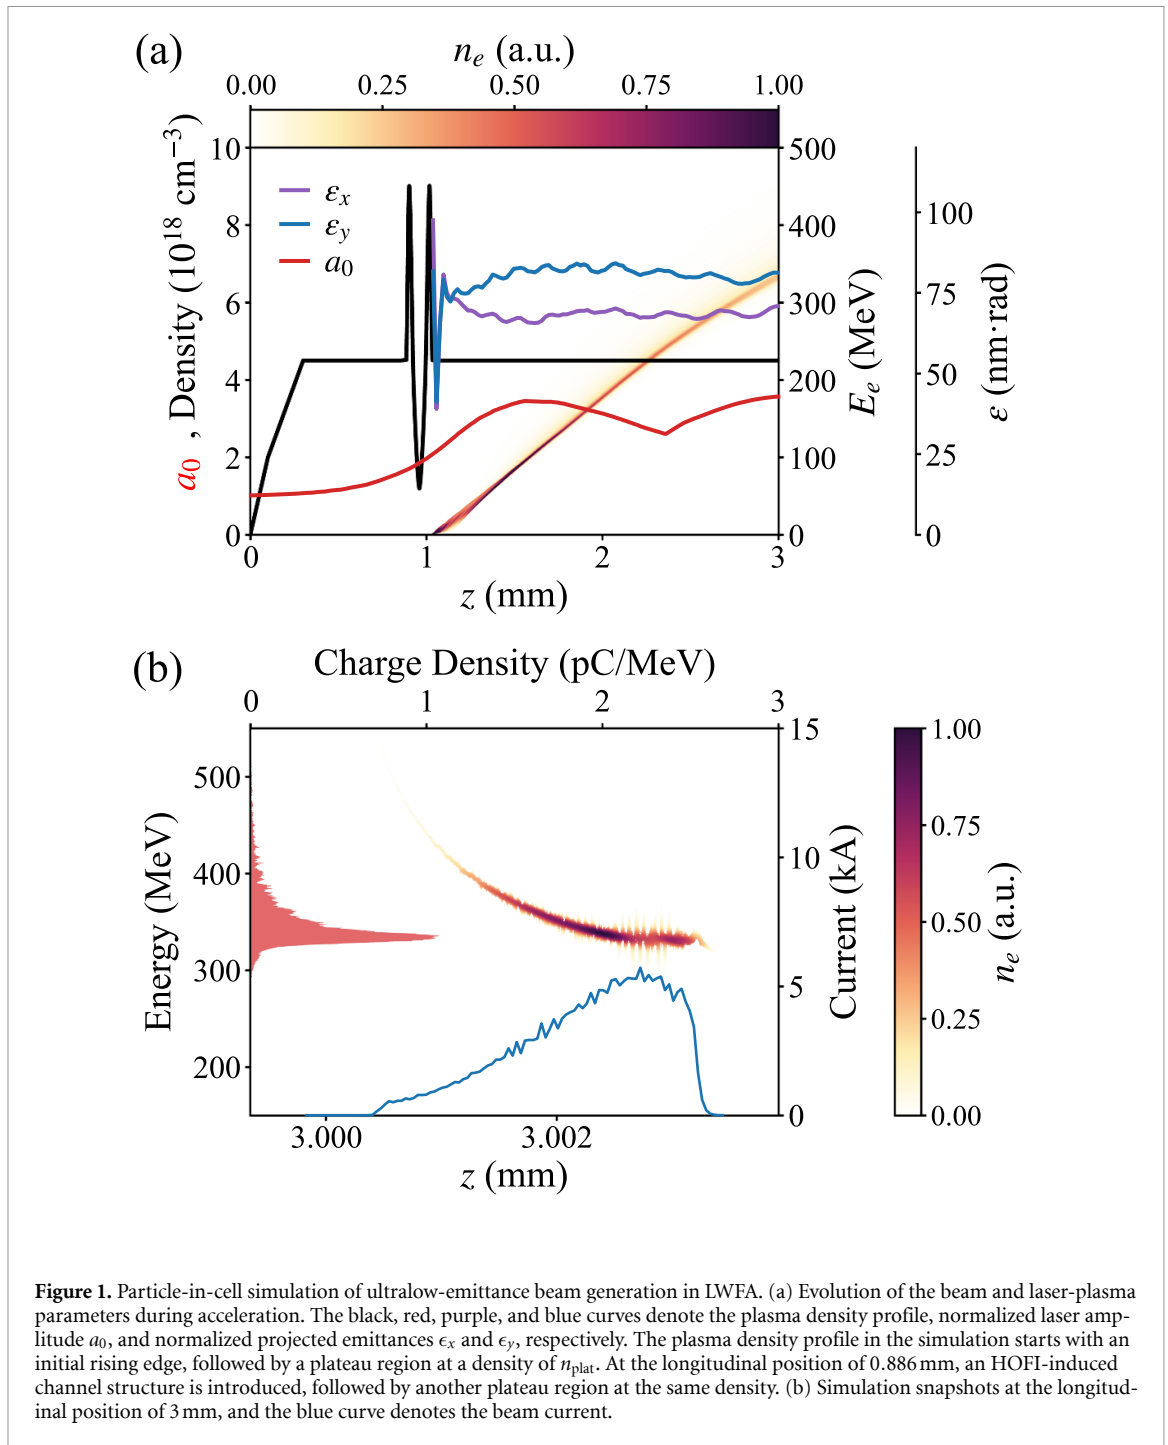 (a)
n_e (a.u.)
0.00 0.25 0.50 0.75 1.00
a_0 , Density (10^18 cm^−3)
10
8
6
4
2
0
ε_x
ε_y
a_0
500
400
300
200
100
0
E_e (MeV)
100
75
50
25
0
ε (nm·rad)
0 1 2 3
z (mm)
(b)
Charge Density (pC/MeV)
0 1 2 3
Energy (MeV)
500
400
300
200
15
10
5
0
Current (kA)
1.00
0.75
0.50
0.25
0.00
n_e (a.u.)
3.000 3.002
z (mm)
Figure 1. Particle-in-cell simulation of ultralow-emittance beam generation in LWFA. (a) Evolution of the beam and laser-plasma
parameters during acceleration. The black, red, purple, and blue curves denote the plasma density profile, normalized laser amp-
litude a_0, and normalized projected emittances ϵ_x and ϵ_y, respectively. The plasma density profile in the simulation starts with an
initial rising edge, followed by a plateau region at a density of n_plat. At the longitudinal position of 0.886 mm, an HOFI-induced
channel structure is introduced, followed by another plateau region at the same density. (b) Simulation snapshots at the longitud-
inal position of 3 mm, and the blue curve denotes the beam current.